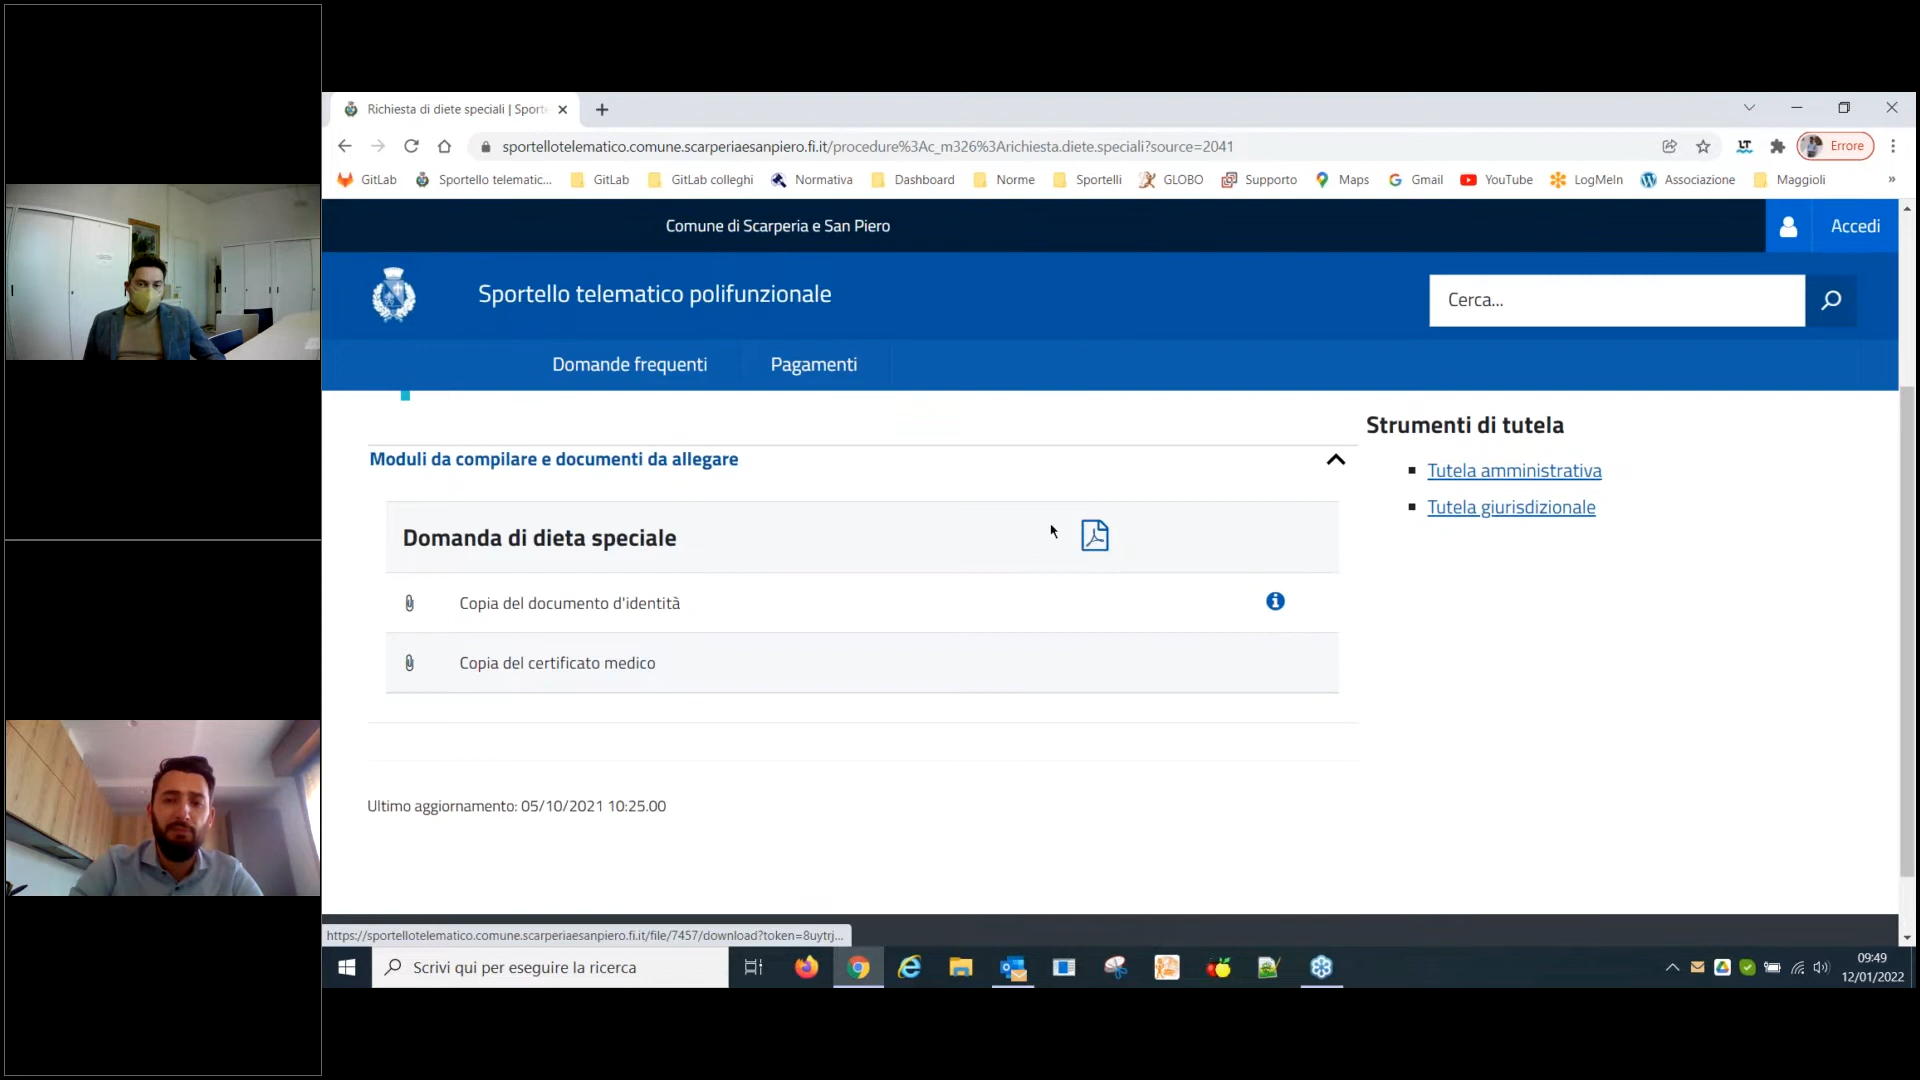 Richiesta di diete speciali | Sport
sportellotelematico.comune.scarperiaesanpiero.fi.it/procedure%3Ac_m326%3Arichiesta.diete.speciali?source=2041
Errore
GitLab
Sportello telematic...
GitLab
GitLab colleghi
Normativa
Dashboard
Norme
Sportelli
GLOBO
Supporto
Maps
Gmail
YouTube
LogMeIn
Associazione
Maggioli
»
Comune di Scarperia e San Piero
Accedi
Sportello telematico polifunzionale
Cerca...
Domande frequenti
Pagamenti
Strumenti di tutela
Tutela amministrativa
Tutela giurisdizionale
Moduli da compilare e documenti da allegare
Domanda di dieta speciale
Copia del documento d'identità
Copia del certificato medico
Ultimo aggiornamento: 05/10/2021 10:25.00
https://sportellotelematico.comune.scarperiaesanpiero.fi.it/file/7457/download?token=8uytrj...
Scrivi qui per eseguire la ricerca
09:49
12/01/2022